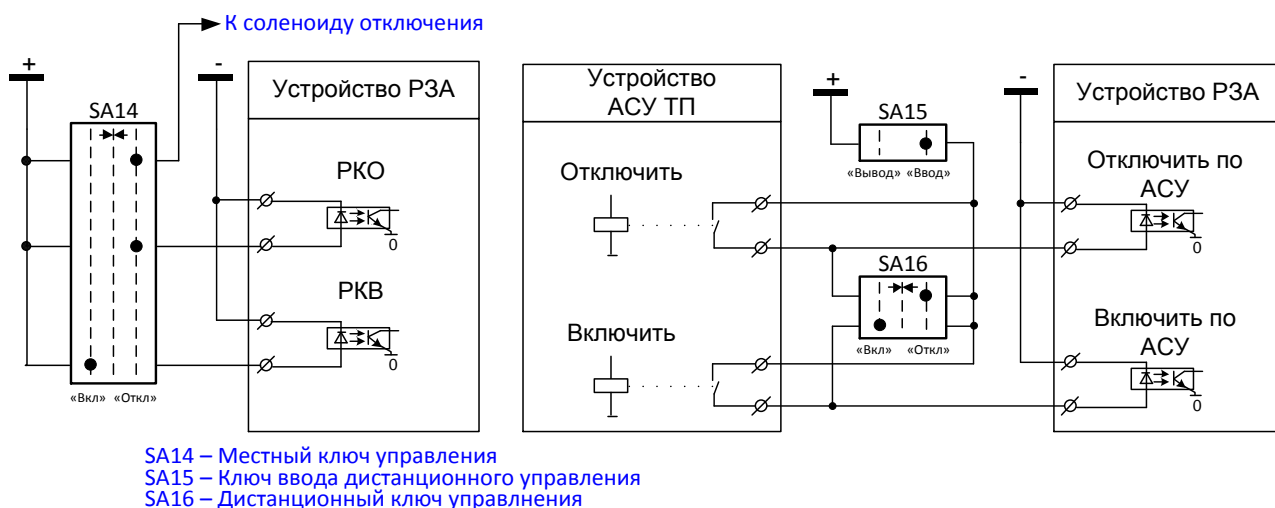 К соленоиду отключения
+
-
Устройство РЗА
SA14
РКО
0
РКВ
0
«Вкл» «Откл»
Устройство
АСУ ТП
Отключить
Включить
+
SA15
«Вывод» «Ввод»
SA16
«Вкл» «Откл»
-
Устройство РЗА
Отключить по
АСУ
0
Включить по
АСУ
0
SA14 – Местный ключ управления
SA15 – Ключ ввода дистанционного управления
SA16 – Дистанционный ключ управлнения